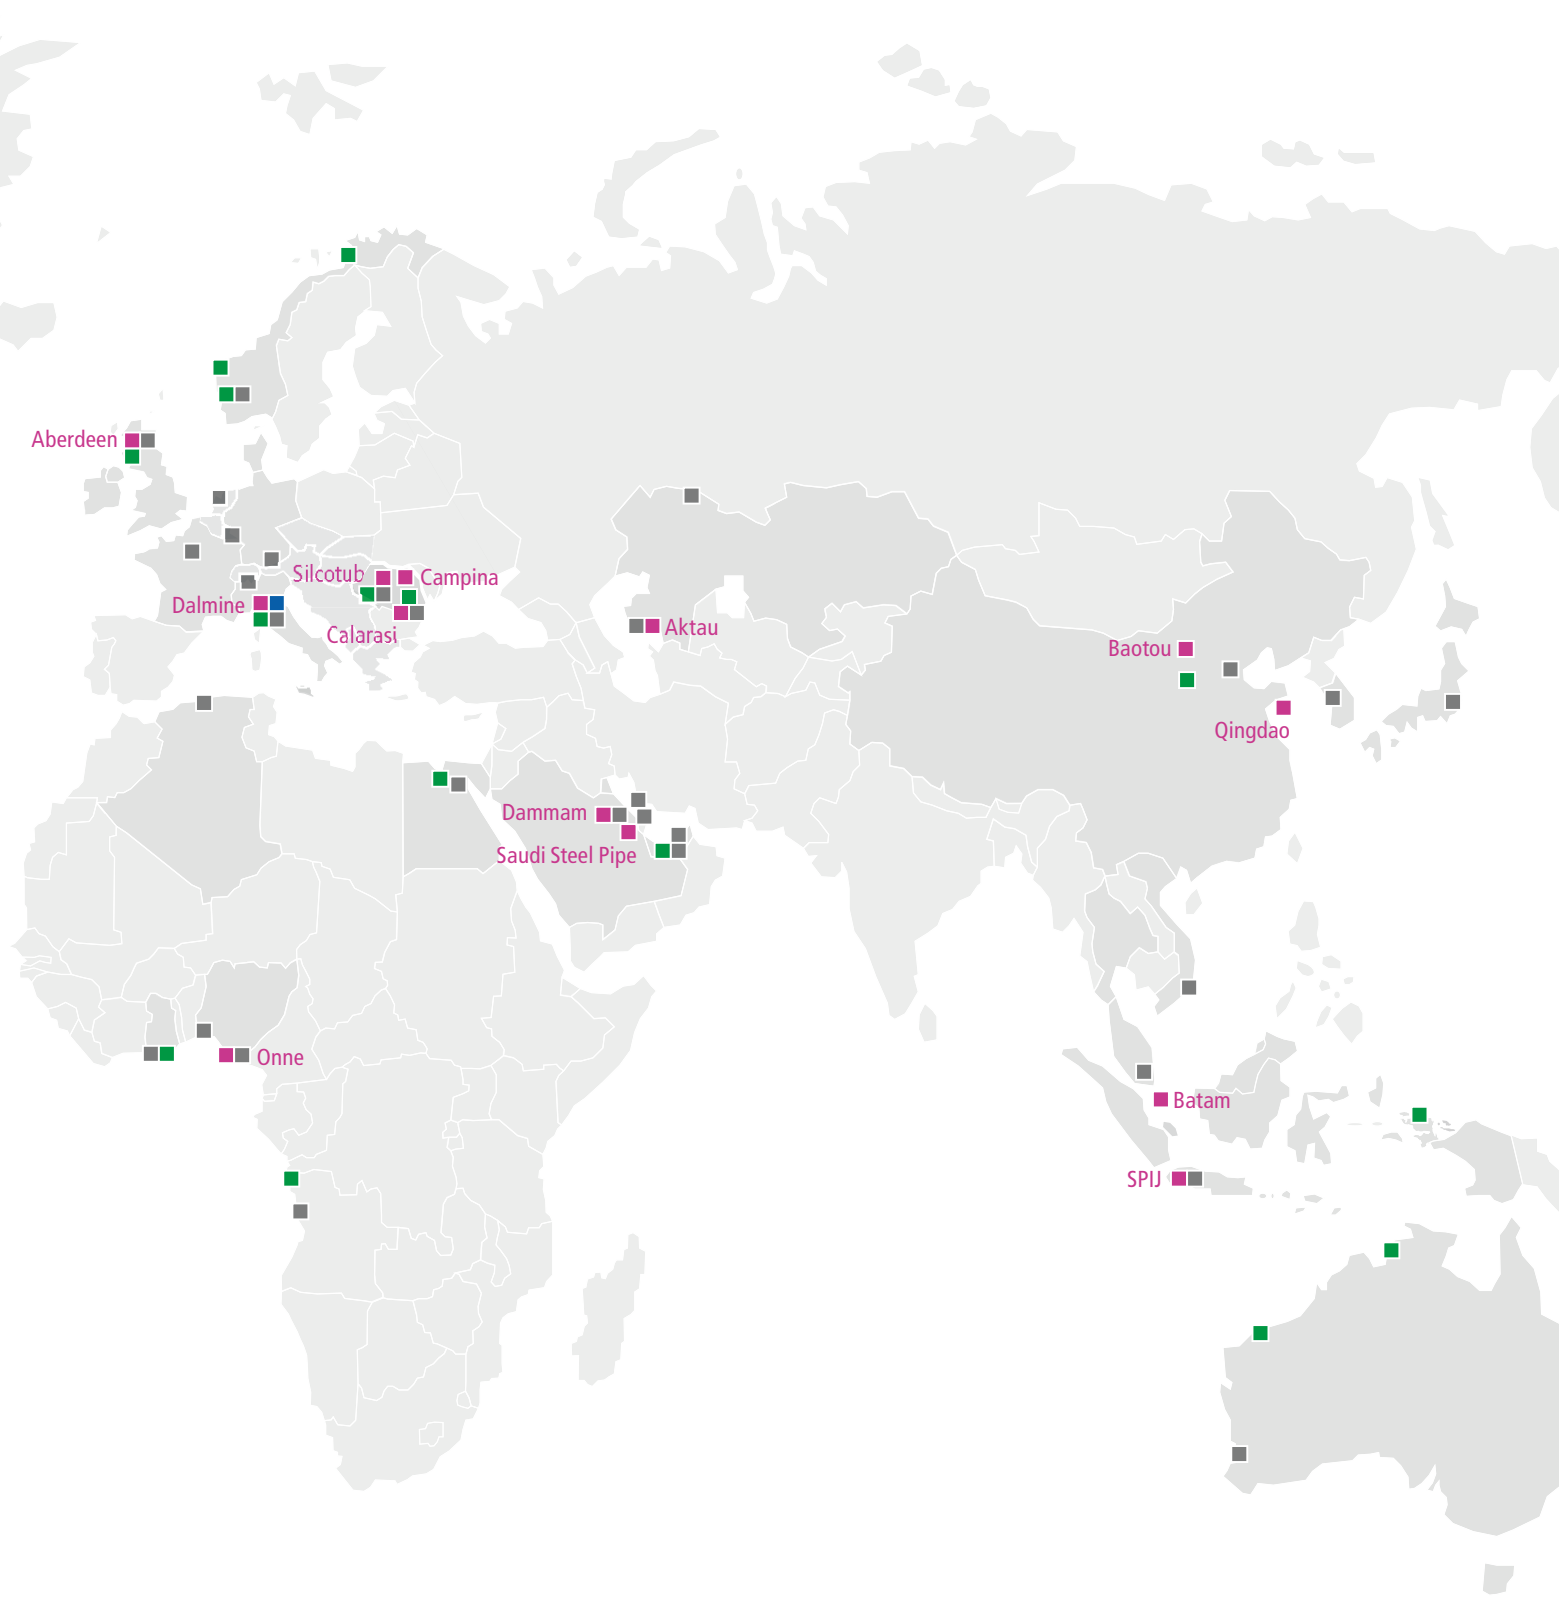 Aberdeen
Silcotub
Campina
Dalmine
Calarasi
Aktau
Baotou
Qingdao
Dammam
Saudi Steel Pipe
Onne
Batam
SPIJ